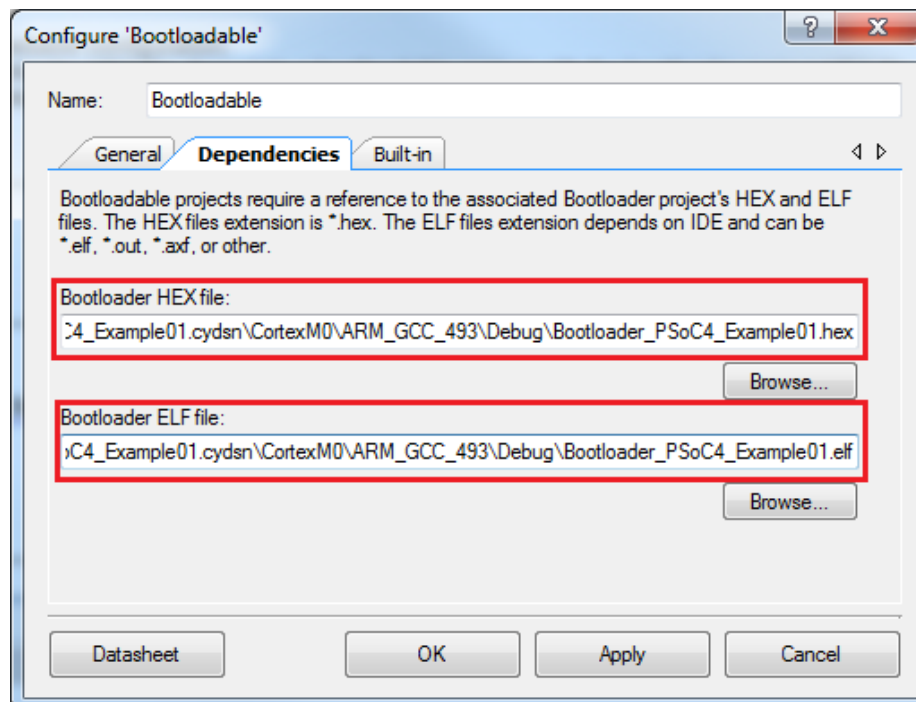 Configure 'Bootloadable'
Name: Bootloadable
General Dependencies Built-in
Bootloadable projects require a reference to the associated Bootloader project's HEX and ELF
files. The HEX files extension is *.hex. The ELF files extension depends on IDE and can be
*.elf, *.out, *.axf, or other.
Bootloader HEX file:
C4_Example01.cydsn\CortexM0\ARM_GCC_493\Debug\Bootloader_PSoC4_Example01.hex
Browse...
Bootloader ELF file:
oC4_Example01.cydsn\CortexM0\ARM_GCC_493\Debug\Bootloader_PSoC4_Example01.elf
Browse...
Datasheet OK Apply Cancel